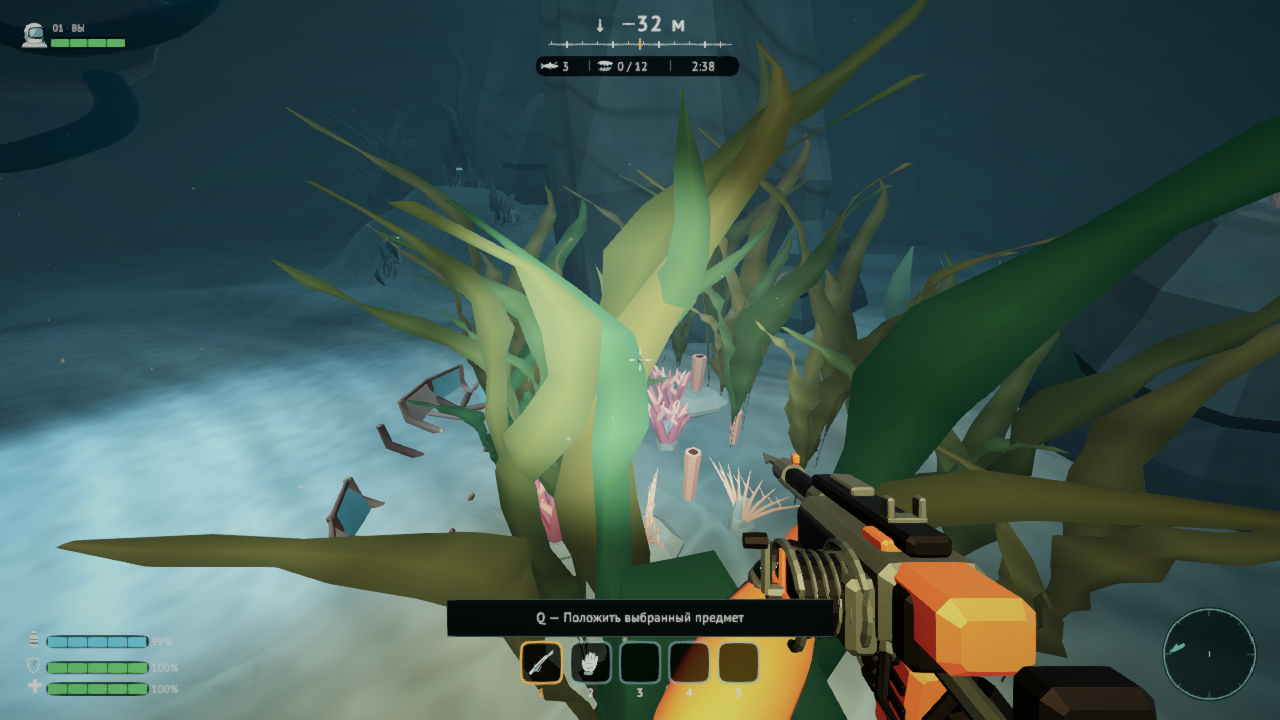 01 · ВЫ
↓ −32 м
3 | 0/12 | 2:38
99%
100%
100%
Q — Положить выбранный предмет
1 2 3 4 5